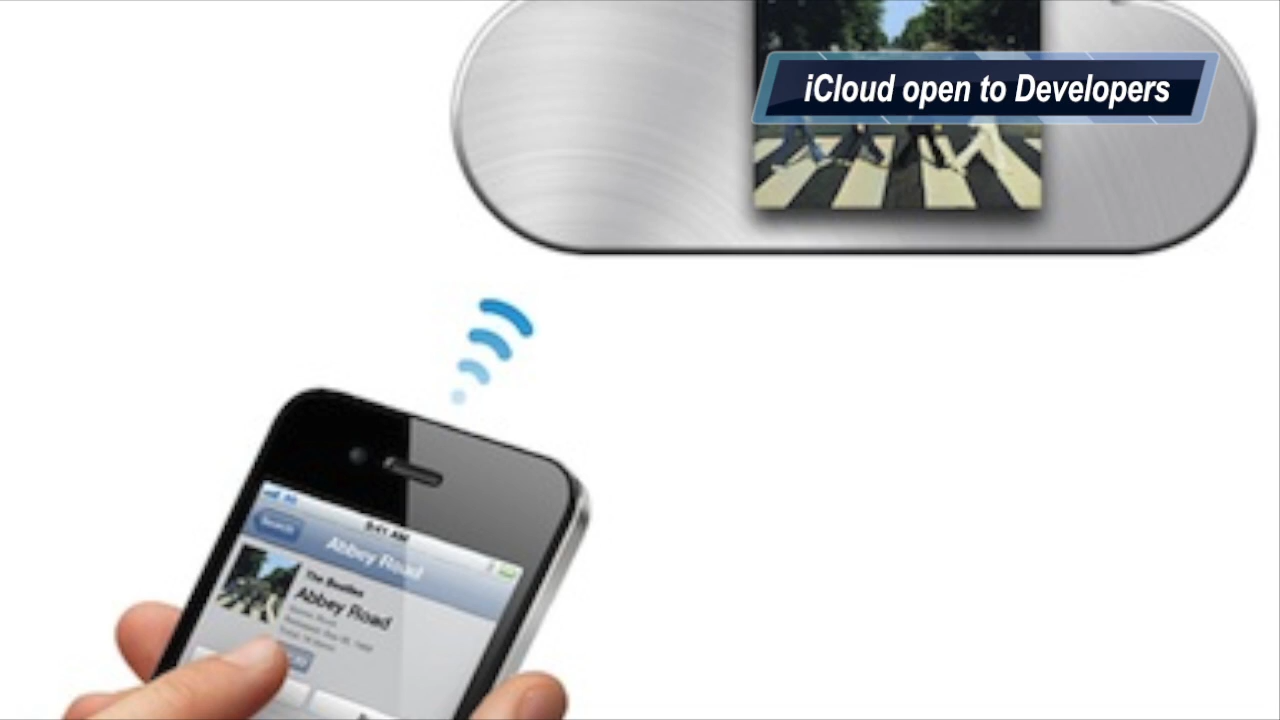 iCloud open to Developers
9:41 AM
Search
Abbey Road
The Beatles
Abbey Road